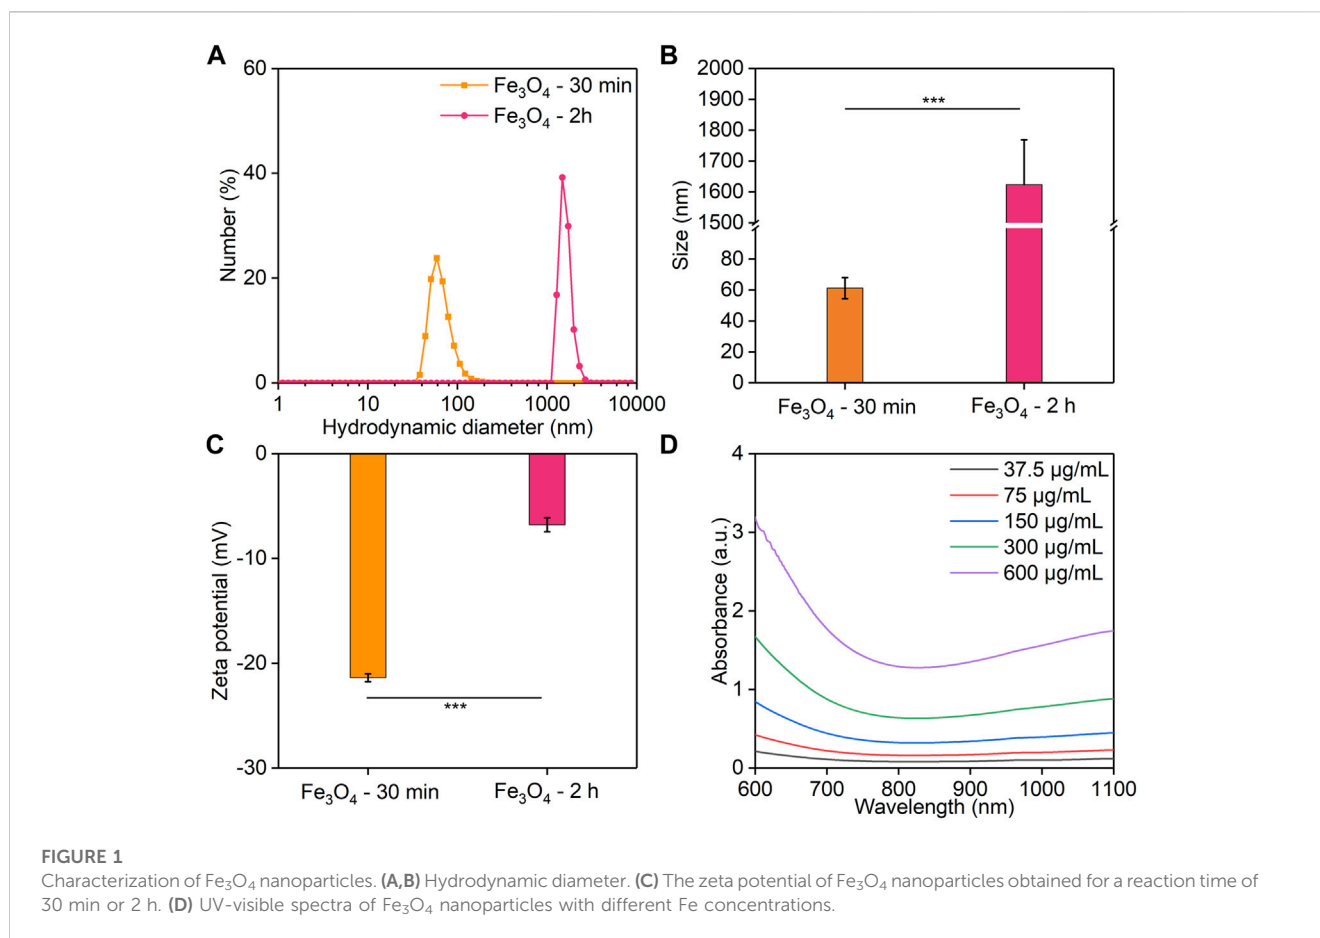 A
60
40
20
0
Number (%)
Fe₃O₄ - 30 min
Fe₃O₄ - 2h
1 10 100 1000 10000
Hydrodynamic diameter (nm)
B
2000
1900
1800
1700
1600
1500
80
60
40
20
0
Size (nm)
***
Fe₃O₄ - 30 min Fe₃O₄ - 2 h
C
0
-10
-20
-30
Zeta potential (mV)
***
Fe₃O₄ - 30 min Fe₃O₄ - 2 h
D
4
3
2
1
0
Absorbance (a.u.)
37.5 µg/mL
75 µg/mL
150 µg/mL
300 µg/mL
600 µg/mL
600 700 800 900 1000 1100
Wavelength (nm)
FIGURE 1
Characterization of Fe₃O₄ nanoparticles. (A,B) Hydrodynamic diameter. (C) The zeta potential of Fe₃O₄ nanoparticles obtained for a reaction time of
30 min or 2 h. (D) UV-visible spectra of Fe₃O₄ nanoparticles with different Fe concentrations.